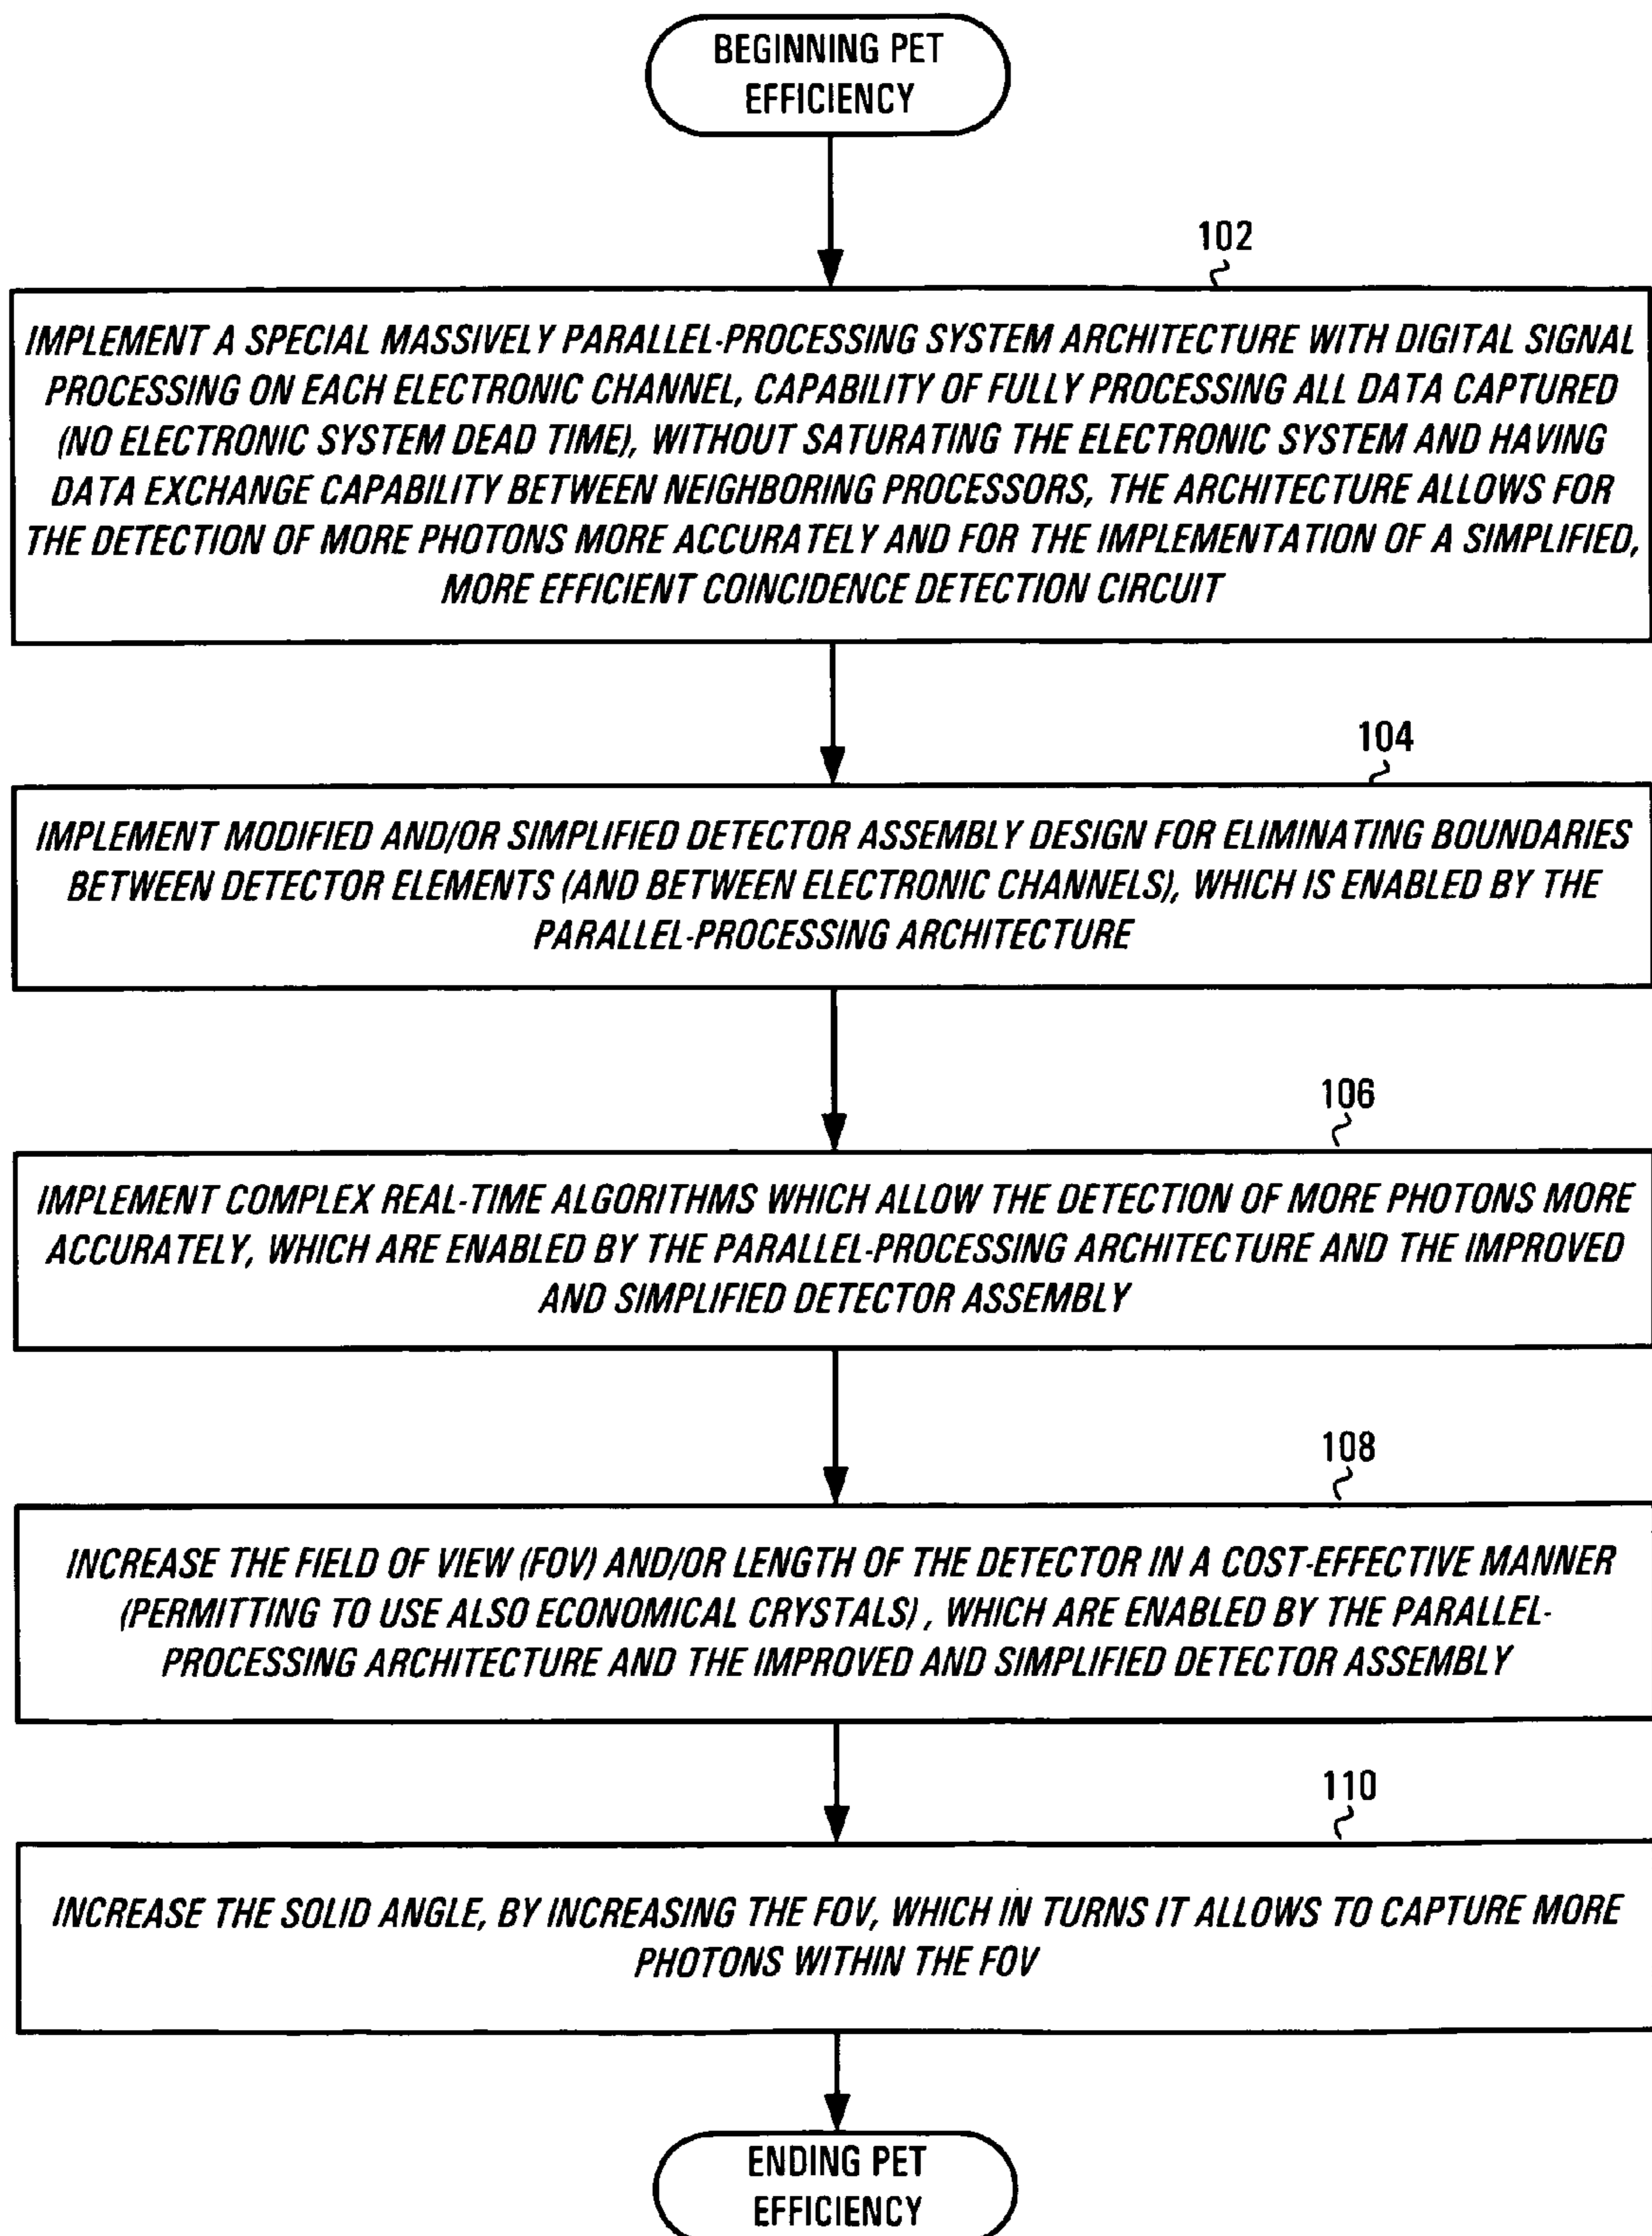 BEGINNING PET
EFFICIENCY
102
IMPLEMENT A SPECIAL MASSIVELY PARALLEL-PROCESSING SYSTEM ARCHITECTURE WITH DIGITAL SIGNAL
PROCESSING ON EACH ELECTRONIC CHANNEL, CAPABILITY OF FULLY PROCESSING ALL DATA CAPTURED
(NO ELECTRONIC SYSTEM DEAD TIME), WITHOUT SATURATING THE ELECTRONIC SYSTEM AND HAVING
DATA EXCHANGE CAPABILITY BETWEEN NEIGHBORING PROCESSORS, THE ARCHITECTURE ALLOWS FOR
THE DETECTION OF MORE PHOTONS MORE ACCURATELY AND FOR THE IMPLEMENTATION OF A SIMPLIFIED,
MORE EFFICIENT COINCIDENCE DETECTION CIRCUIT
104
IMPLEMENT MODIFIED AND/OR SIMPLIFIED DETECTOR ASSEMBLY DESIGN FOR ELIMINATING BOUNDARIES
BETWEEN DETECTOR ELEMENTS (AND BETWEEN ELECTRONIC CHANNELS), WHICH IS ENABLED BY THE
PARALLEL-PROCESSING ARCHITECTURE
106
IMPLEMENT COMPLEX REAL-TIME ALGORITHMS WHICH ALLOW THE DETECTION OF MORE PHOTONS MORE
ACCURATELY, WHICH ARE ENABLED BY THE PARALLEL-PROCESSING ARCHITECTURE AND THE IMPROVED
AND SIMPLIFIED DETECTOR ASSEMBLY
108
INCREASE THE FIELD OF VIEW (FOV) AND/OR LENGTH OF THE DETECTOR IN A COST-EFFECTIVE MANNER
(PERMITTING TO USE ALSO ECONOMICAL CRYSTALS) , WHICH ARE ENABLED BY THE PARALLEL-
PROCESSING ARCHITECTURE AND THE IMPROVED AND SIMPLIFIED DETECTOR ASSEMBLY
110
INCREASE THE SOLID ANGLE, BY INCREASING THE FOV, WHICH IN TURNS IT ALLOWS TO CAPTURE MORE
PHOTONS WITHIN THE FOV
ENDING PET
EFFICIENCY